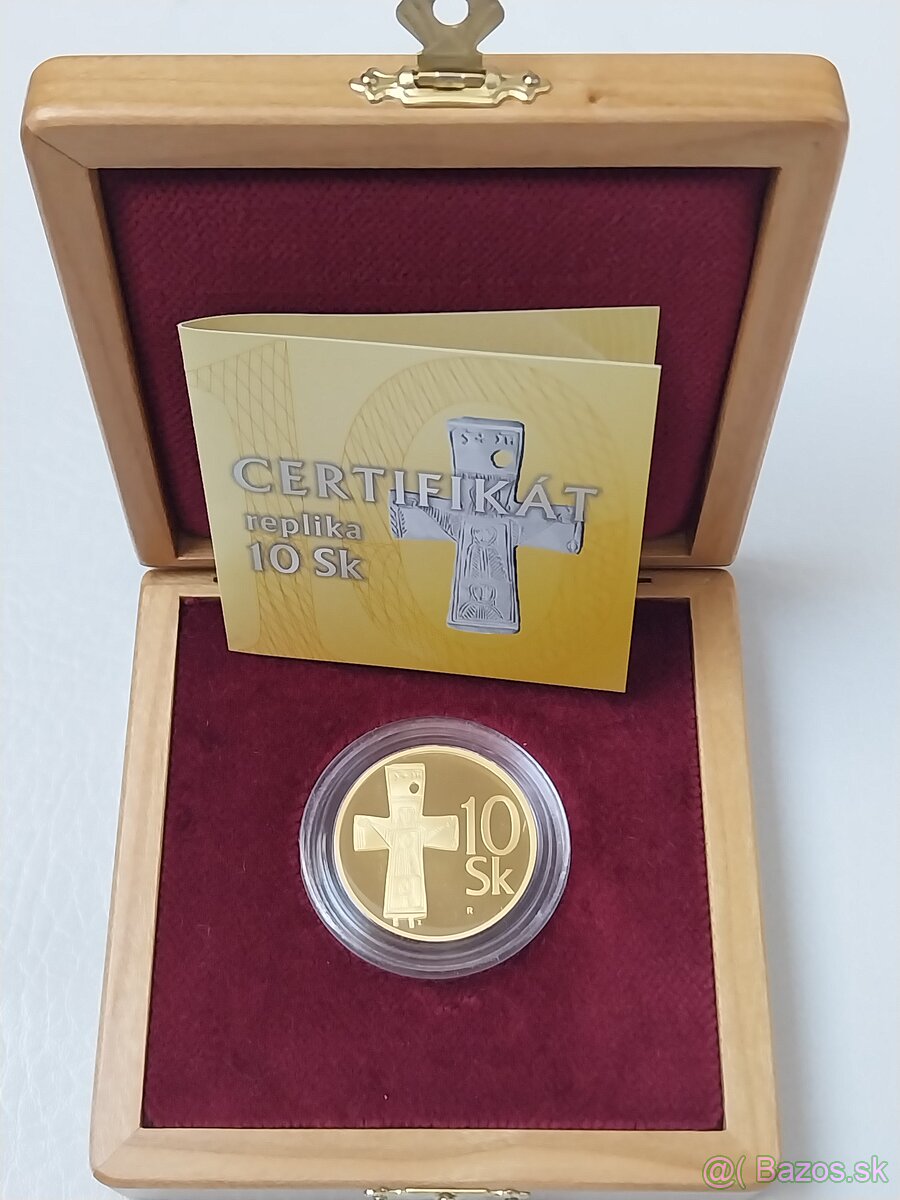 CERTIFIKÁT
replika
10 Sk
10
Sk
R
@( Bazos.sk